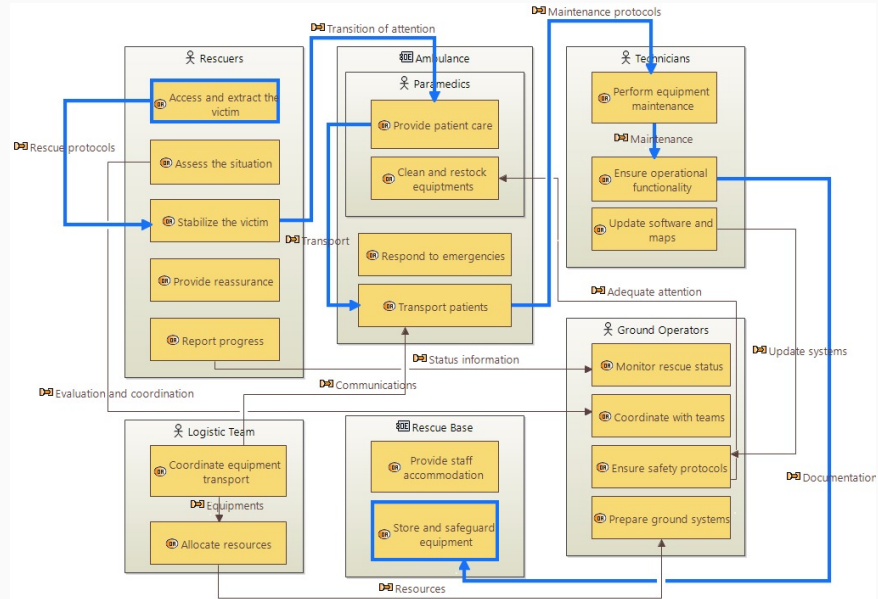 Maintenance protocols
Transition of attention
Rescuers
Access and extract the
victim
Rescue protocols
Assess the situation
Stabilize the victim
Provide reassurance
Report progress
Evaluation and coordination
Ambulance
Paramedics
Provide patient care
Clean and restock
equiptments
Transport
Respond to emergencies
Transport patients
Status information
Communications
Technicians
Perform equipment
maintenance
Maintenance
Ensure operational
functionality
Update software and
maps
Adequate attention
Ground Operators
Monitor rescue status
Update systems
Coordinate with teams
Ensure safety protocols
Documentation
Prepare ground systems
Logistic Team
Coordinate equipment
transport
Equipments
Allocate resources
Rescue Base
Provide staff
accommodation
Store and safeguard
equipment
Resources